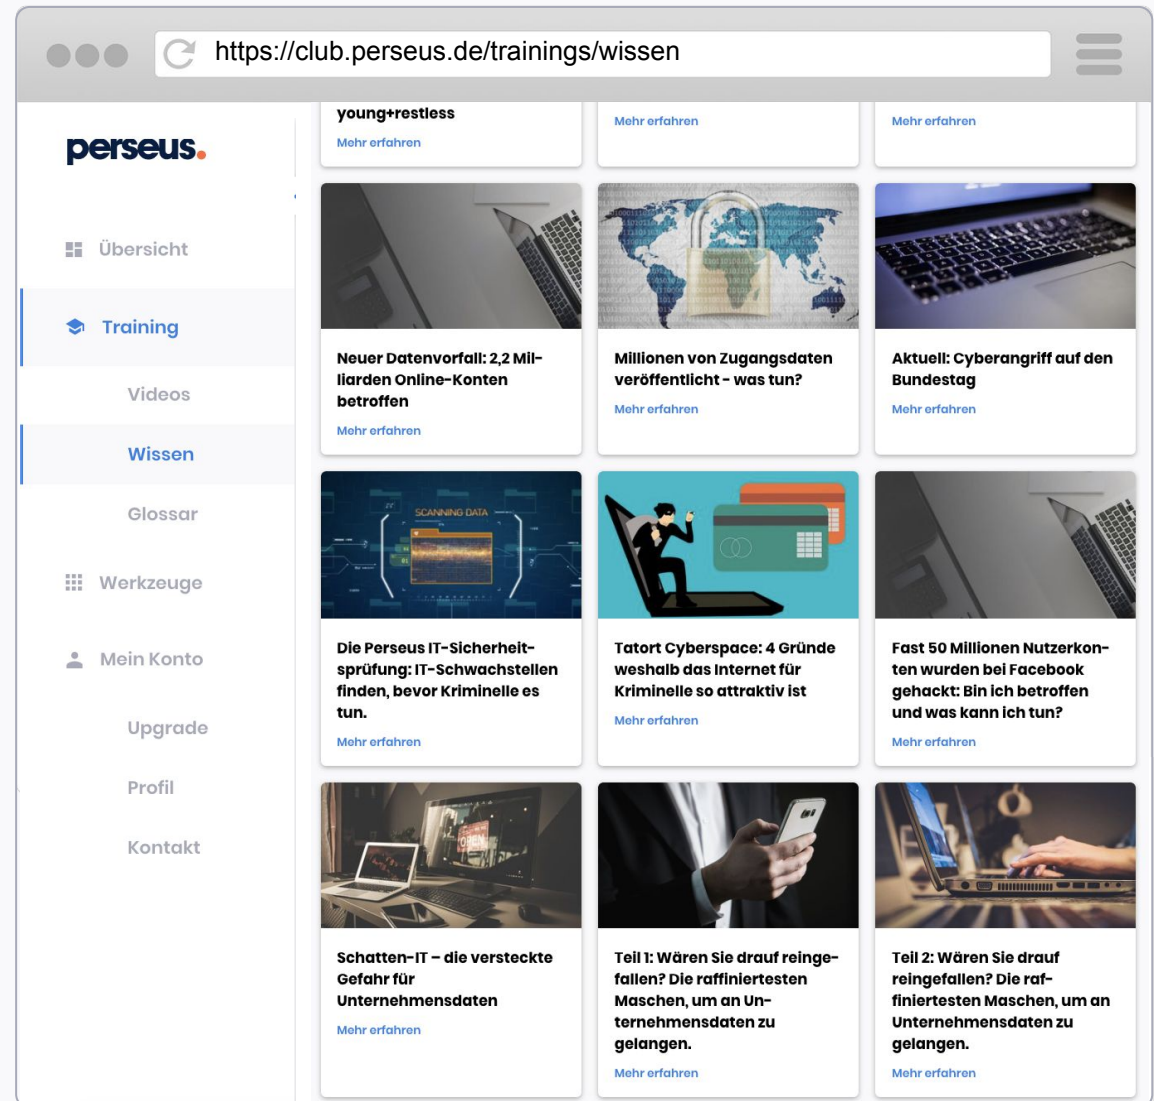 https://club.perseus.de/trainings/wissen
perseus.
Übersicht
Training
Videos
Wissen
Glossar
Werkzeuge
Mein Konto
Upgrade
Profil
Kontakt
young+restless
Mehr erfahren
Mehr erfahren
Mehr erfahren
Neuer Datenvorfall: 2,2 Mil-
liarden Online-Konten
betroffen
Mehr erfahren
Millionen von Zugangsdaten
veröffentlicht - was tun?
Mehr erfahren
Aktuell: Cyberangriff auf den
Bundestag
Mehr erfahren
SCANNING DATA
Die Perseus IT-Sicherheit-
sprüfung: IT-Schwachstellen
finden, bevor Kriminelle es
tun.
Mehr erfahren
Tatort Cyberspace: 4 Gründe
weshalb das Internet für
Kriminelle so attraktiv ist
Mehr erfahren
Fast 50 Millionen Nutzerkon-
ten wurden bei Facebook
gehackt: Bin ich betroffen
und was kann ich tun?
Mehr erfahren
OPEN
Schatten-IT – die versteckte
Gefahr für
Unternehmensdaten
Mehr erfahren
Teil 1: Wären Sie drauf reinge-
fallen? Die raffiniertesten
Maschen, um an Un-
ternehmensdaten zu
gelangen.
Mehr erfahren
Teil 2: Wären Sie drauf
reingefallen? Die raf-
finiertesten Maschen, um an
Unternehmensdaten zu
gelangen.
Mehr erfahren